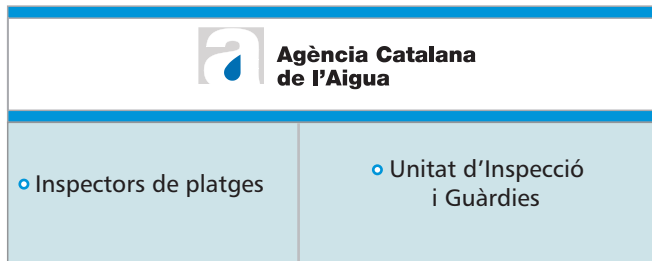 Agència Catalana
de l'Aigua
Inspectors de platges
Unitat d'Inspecció
i Guàrdies